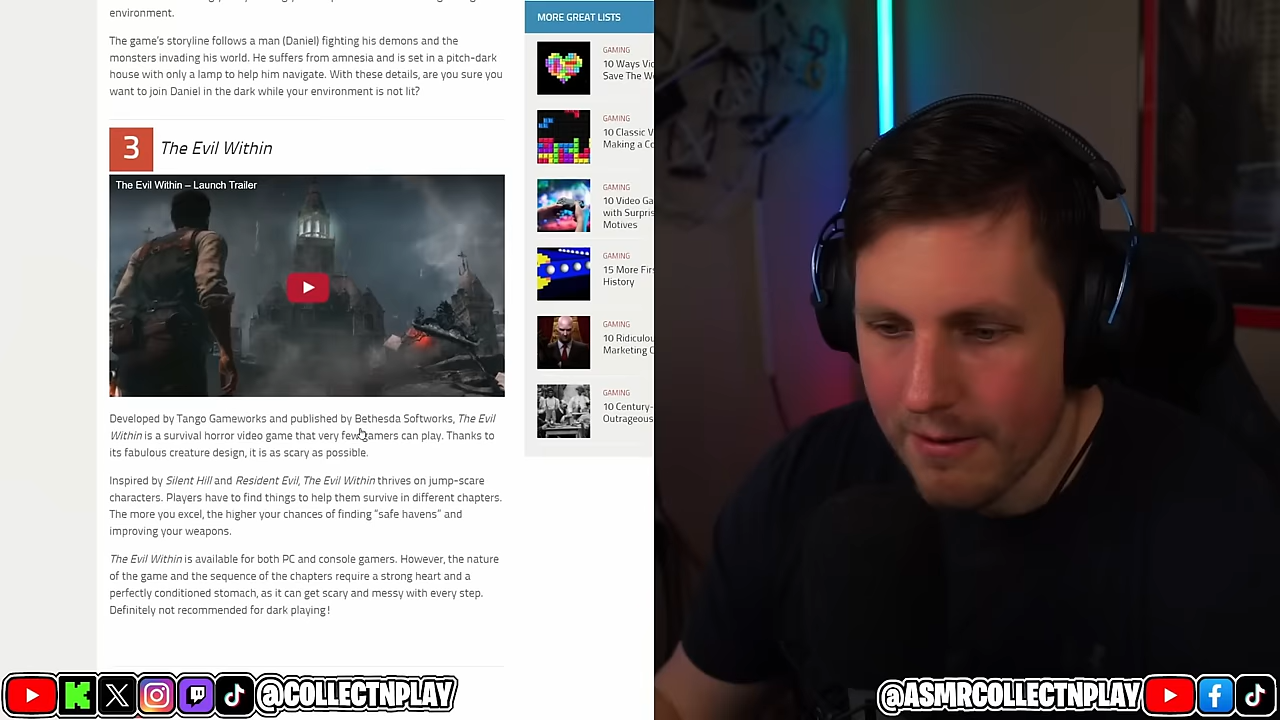 environment.
The game's storyline follows a man (Daniel) fighting his demons and the
monsters invading his world. He suffers from amnesia and is set in a pitch-dark
house with only a lamp to help him navigate. With these details, are you sure you
want to join Daniel in the dark while your environment is not lit?
3 The Evil Within
The Evil Within – Launch Trailer
Developed by Tango Gameworks and published by Bethesda Softworks, The Evil
Within is a survival horror video game that very few gamers can play. Thanks to
its fabulous creature design, it is as scary as possible.
Inspired by Silent Hill and Resident Evil, The Evil Within thrives on jump-scare
characters. Players have to find things to help them survive in different chapters.
The more you excel, the higher your chances of finding “safe havens” and
improving your weapons.
The Evil Within is available for both PC and console gamers. However, the nature
of the game and the sequence of the chapters require a strong heart and a
perfectly conditioned stomach, as it can get scary and messy with every step.
Definitely not recommended for dark playing!
MORE GREAT LISTS
GAMING
10 Ways Vi
Save The W
GAMING
10 Classic V
Making a Co
GAMING
10 Video Ga
with Surpris
Motives
GAMING
15 More Fir
History
GAMING
10 Ridiculou
Marketing
GAMING
10 Century-
Outrageous
@COLLECTNPLAY
@ASMRCOLLECTNPLAY